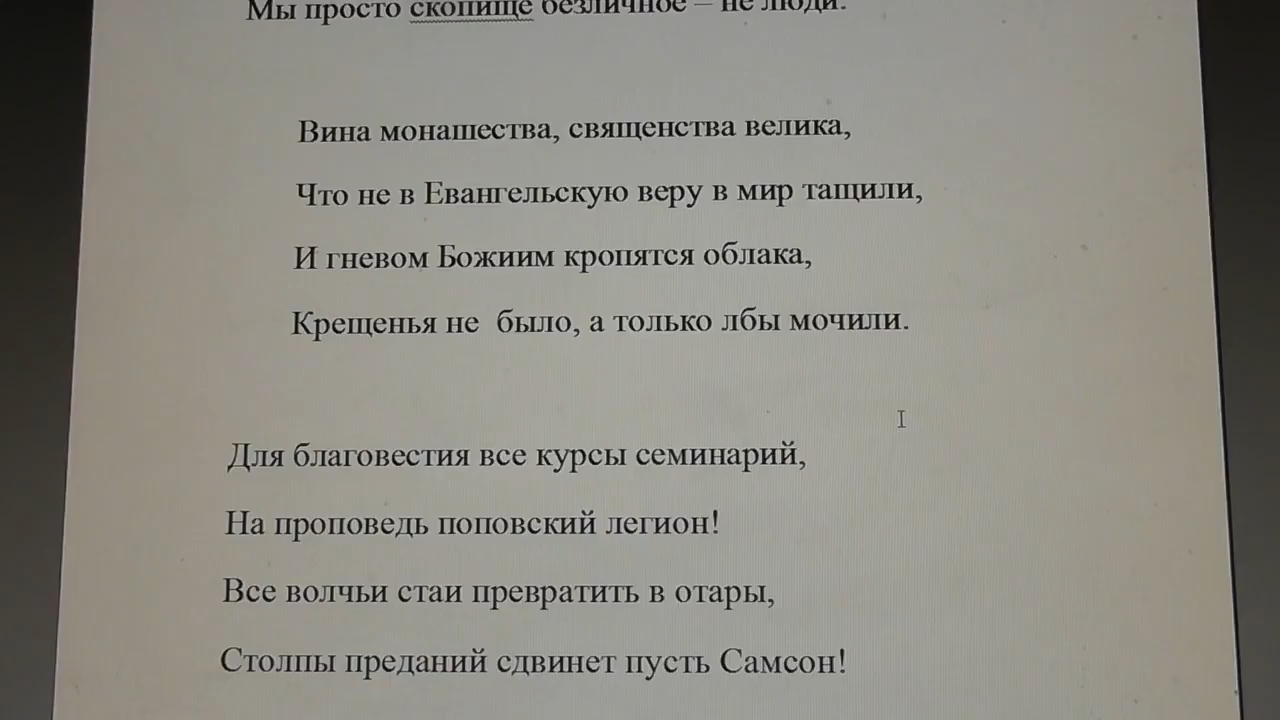 Мы просто скопище безличное – не люди.
Вина монашества, священства велика,
Что не в Евангельскую веру в мир тащили,
И гневом Божиим кропятся облака,
Крещенья не было, а только лбы мочили.
Для благовестия все курсы семинарий,
На проповедь поповский легион!
Все волчьи стаи превратить в отары,
Столпы преданий сдвинет пусть Самсон!